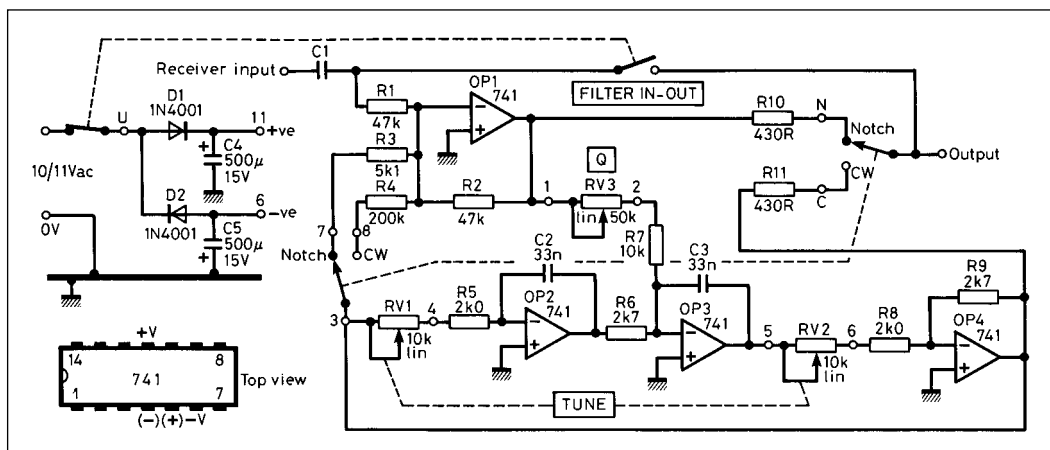 Receiver input
C1
FILTER IN-OUT
OP1
741
R1
47k
R3
5k1
R4
200k
R2
47k
Q
1
RV3
2
lin
50k
R7
10k
R10
430R
N
Notch
Output
CW
R11
430R
C
U
D1
1N4001
11
+ve
+
C4
500μ
15V
10/11Vac
D2
1N4001
6
-ve
C5
500μ
15V
+
0V
7
8
Notch
CW
3
RV1
4
10k
lin
R5
2k0
C2
33n
OP2
741
R6
2k7
C3
33n
OP3
741
5
RV2
6
10k
lin
R8
2k0
R9
2k7
OP4
741
TUNE
+V
14
8
741
1
7
Top view
(-)(+)-V